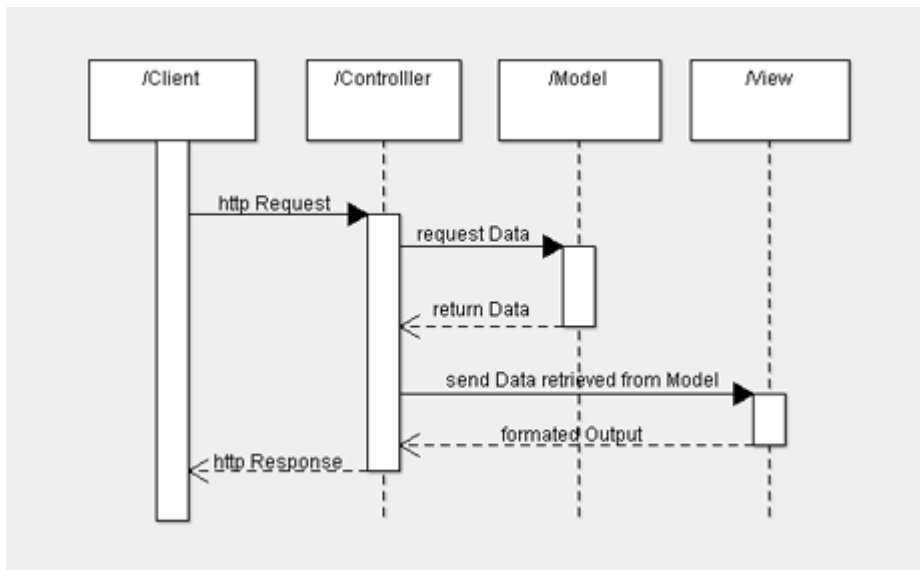 /Client
/Controlller
/Model
/View
http Request
request Data
return Data
send Data retrieved from Model
formated Output
http Response